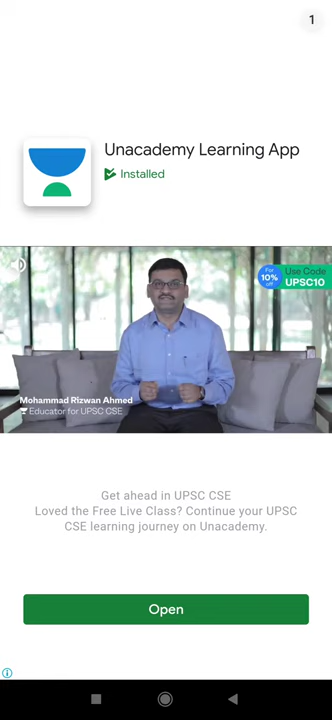 1
Unacademy Learning App
Installed
For
10%
off
Use Code
UPSC10
Mohammad Rizwan Ahmed
Educator for UPSC CSE
Get ahead in UPSC CSE
Loved the Free Live Class? Continue your UPSC
CSE learning journey on Unacademy.
Open